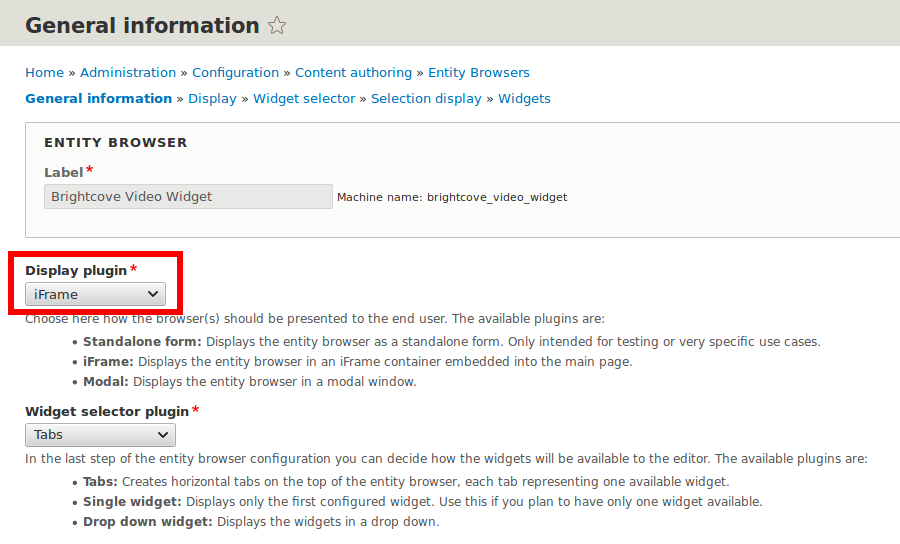 General information
Home » Administration » Configuration » Content authoring » Entity Browsers
General information » Display » Widget selector » Selection display » Widgets
ENTITY BROWSER
Label*
Brightcove Video Widget Machine name: brightcove_video_widget
Display plugin*
iFrame
Choose here how the browser(s) should be presented to the end user. The available plugins are:
• Standalone form: Displays the entity browser as a standalone form. Only intended for testing or very specific use cases.
• iFrame: Displays the entity browser in an iFrame container embedded into the main page.
• Modal: Displays the entity browser in a modal window.
Widget selector plugin*
Tabs
In the last step of the entity browser configuration you can decide how the widgets will be available to the editor. The available plugins are:
• Tabs: Creates horizontal tabs on the top of the entity browser, each tab representing one available widget.
• Single widget: Displays only the first configured widget. Use this if you plan to have only one widget available.
• Drop down widget: Displays the widgets in a drop down.